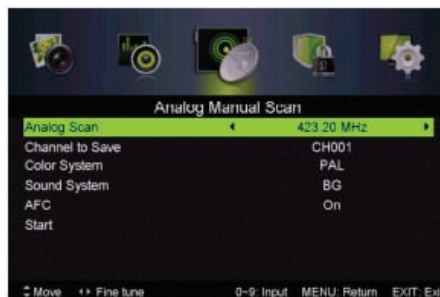 Analog Manual Scan
Analog Scan 423.20 MHz
Channel to Save CH001
Color System PAL
Sound System BG
AFC On
Start
Move Fine tune 0~9: Input MENU: Return EXIT: Exi